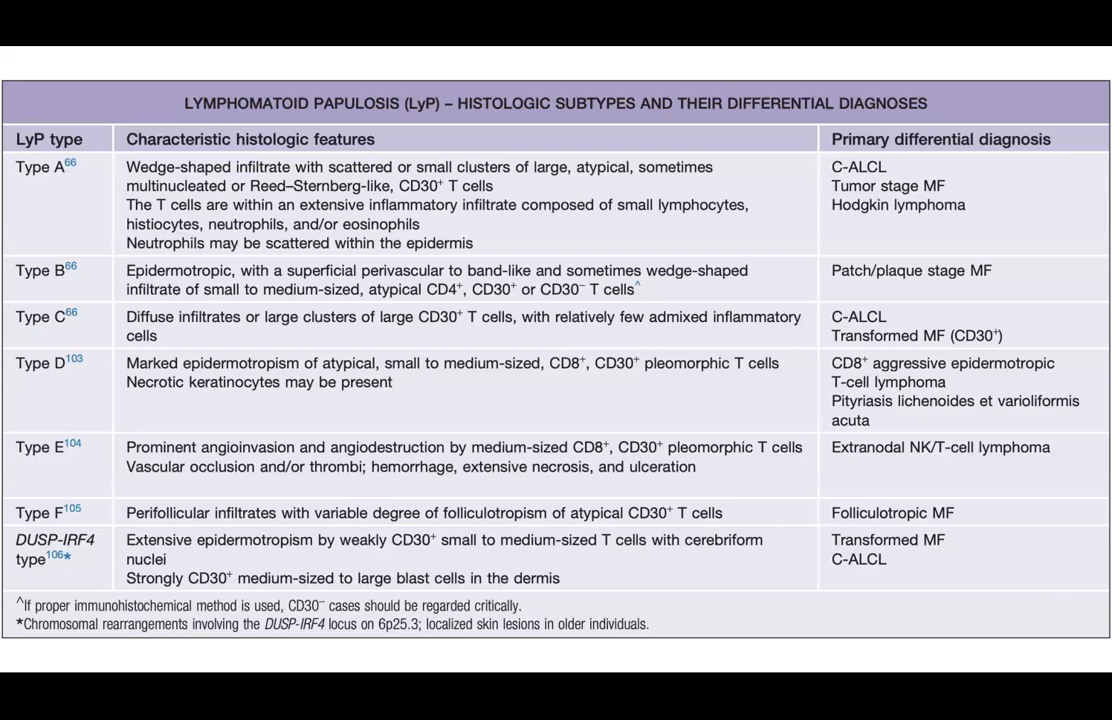 LYMPHOMATOID PAPULOSIS (LyP) – HISTOLOGIC SUBTYPES AND THEIR DIFFERENTIAL DIAGNOSES
LyP type Characteristic histologic features Primary differential diagnosis
Type A⁶⁶ Wedge-shaped infiltrate with scattered or small clusters of large, atypical, sometimes C-ALCL
multinucleated or Reed–Sternberg-like, CD30⁺ T cells Tumor stage MF
The T cells are within an extensive inflammatory infiltrate composed of small lymphocytes, Hodgkin lymphoma
histiocytes, neutrophils, and/or eosinophils
Neutrophils may be scattered within the epidermis
Type B⁶⁶ Epidermotropic, with a superficial perivascular to band-like and sometimes wedge-shaped Patch/plaque stage MF
infiltrate of small to medium-sized, atypical CD4⁺, CD30⁺ or CD30⁻ T cells^
Type C⁶⁶ Diffuse infiltrates or large clusters of large CD30⁺ T cells, with relatively few admixed inflammatory C-ALCL
cells Transformed MF (CD30⁺)
Type D¹⁰³ Marked epidermotropism of atypical, small to medium-sized, CD8⁺, CD30⁺ pleomorphic T cells CD8⁺ aggressive epidermotropic
Necrotic keratinocytes may be present T-cell lymphoma
Pityriasis lichenoides et varioliformis
acuta
Type E¹⁰⁴ Prominent angioinvasion and angiodestruction by medium-sized CD8⁺, CD30⁺ pleomorphic T cells Extranodal NK/T-cell lymphoma
Vascular occlusion and/or thrombi; hemorrhage, extensive necrosis, and ulceration
Type F¹⁰⁵ Perifollicular infiltrates with variable degree of folliculotropism of atypical CD30⁺ T cells Folliculotropic MF
DUSP-IRF4 Extensive epidermotropism by weakly CD30⁺ small to medium-sized T cells with cerebriform Transformed MF
type¹⁰⁶* nuclei C-ALCL
Strongly CD30⁺ medium-sized to large blast cells in the dermis
^If proper immunohistochemical method is used, CD30⁻ cases should be regarded critically.
*Chromosomal rearrangements involving the DUSP-IRF4 locus on 6p25.3; localized skin lesions in older individuals.